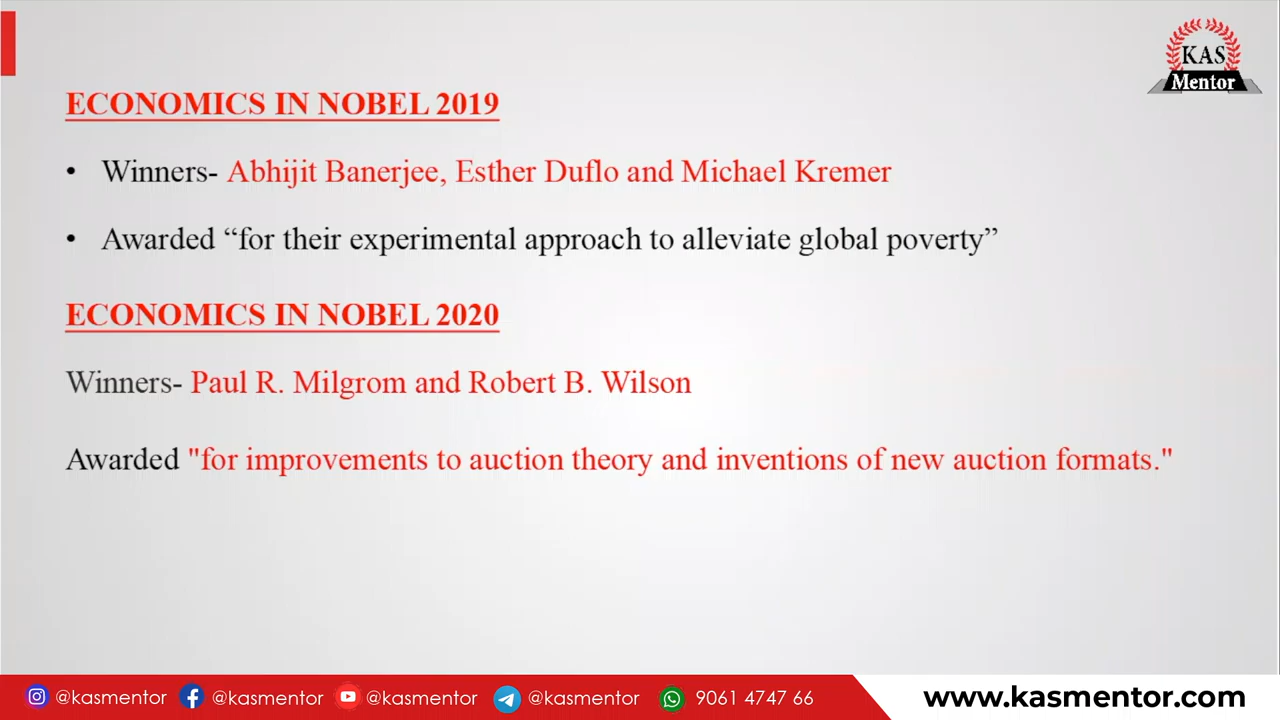 KAS
Mentor
ECONOMICS IN NOBEL 2019
• Winners- Abhijit Banerjee, Esther Duflo and Michael Kremer
• Awarded “for their experimental approach to alleviate global poverty”
ECONOMICS IN NOBEL 2020
Winners- Paul R. Milgrom and Robert B. Wilson
Awarded "for improvements to auction theory and inventions of new auction formats."
@kasmentor @kasmentor @kasmentor @kasmentor 9061 4747 66 www.kasmentor.com